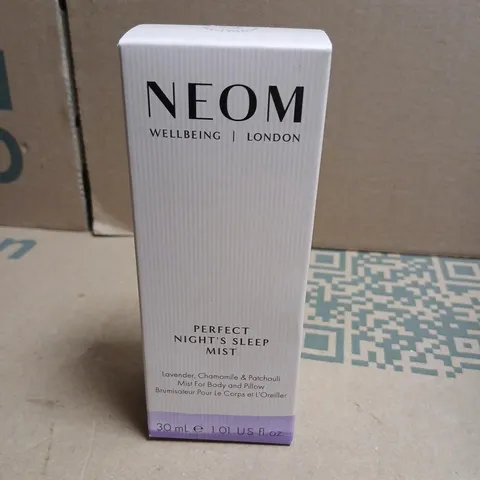 NEOM
WELLBEING | LONDON
PERFECT
NIGHT'S SLEEP
MIST
Lavender, Chamomile & Patchouli
Mist For Body and Pillow
Brumisateur Pour Le Corps et L'Oreiller
30 mL ℮ 1.01 US fl.oz.